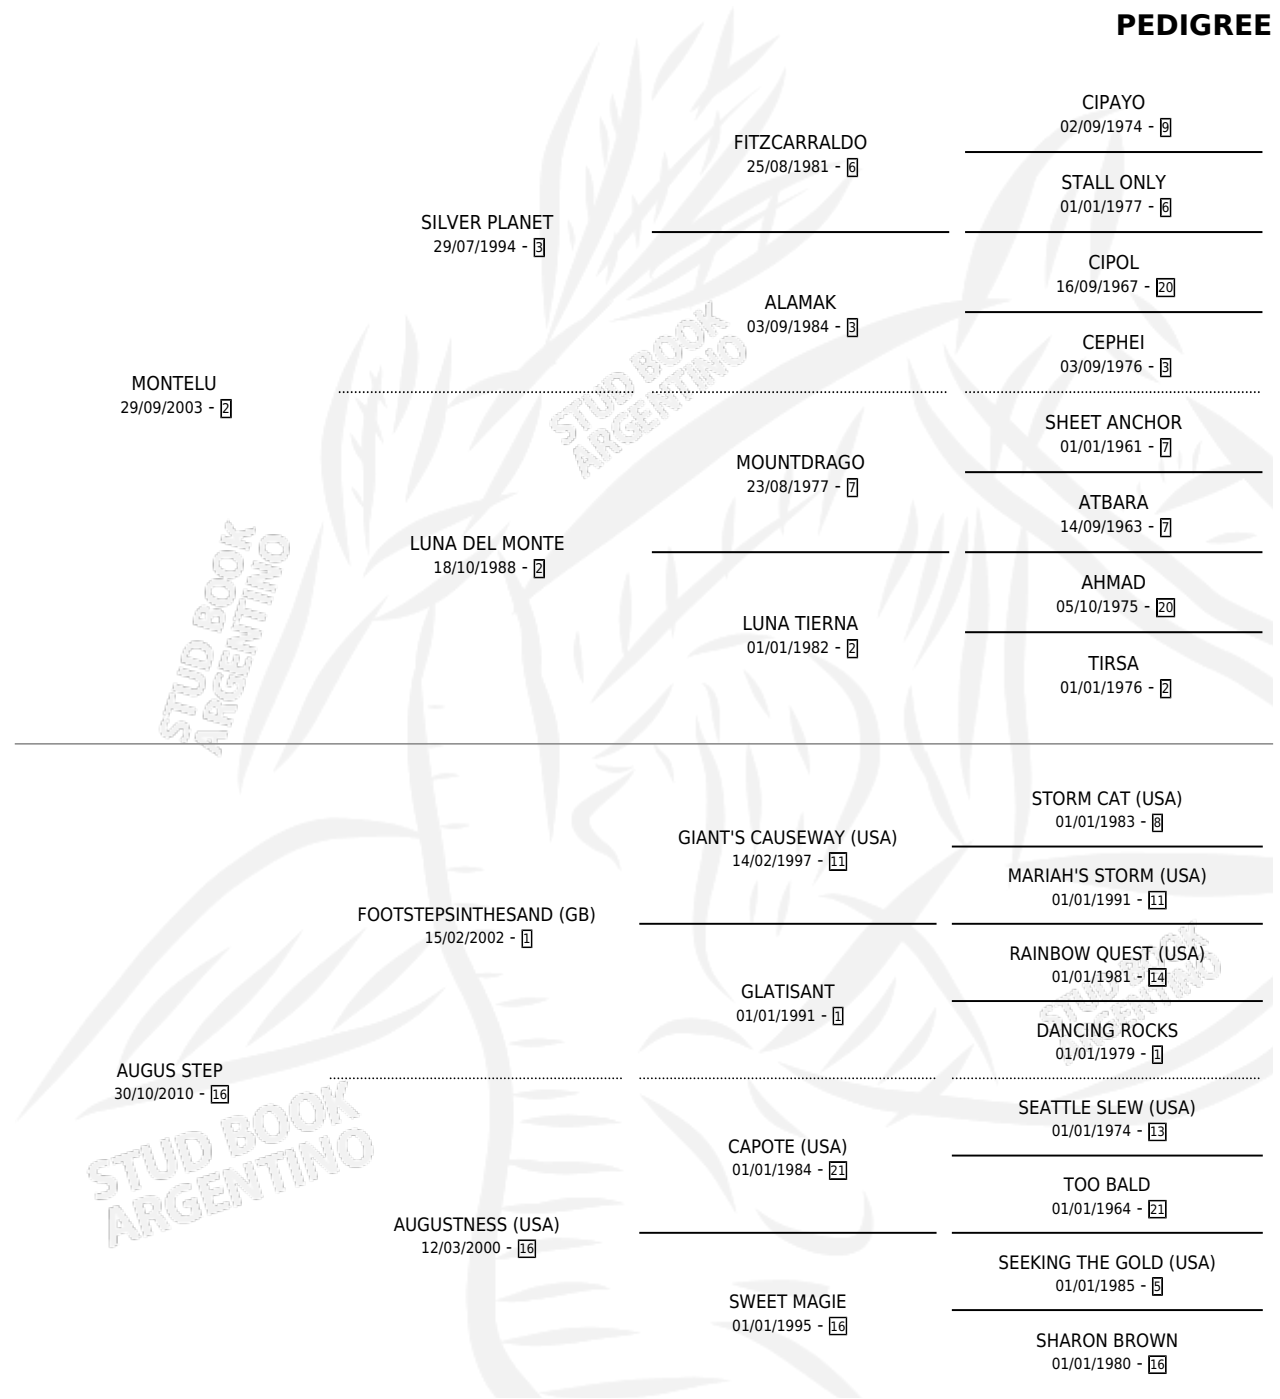 PEDIGREE
CIPAYO
02/09/1974 - 9
FITZCARRALDO
25/08/1981 - 6
STALL ONLY
01/01/1977 - 6
SILVER PLANET
29/07/1994 - 3
CIPOL
16/09/1967 - 20
ALAMAK
03/09/1984 - 3
CEPHEI
03/09/1976 - 3
MONTELU
29/09/2003 - 2
SHEET ANCHOR
01/01/1961 - 7
MOUNTDRAGO
23/08/1977 - 7
ATBARA
14/09/1963 - 7
LUNA DEL MONTE
18/10/1988 - 2
AHMAD
05/10/1975 - 20
LUNA TIERNA
01/01/1982 - 2
TIRSA
01/01/1976 - 2
STORM CAT (USA)
01/01/1983 - 8
GIANT'S CAUSEWAY (USA)
14/02/1997 - 11
MARIAH'S STORM (USA)
01/01/1991 - 11
FOOTSTEPSINTHESAND (GB)
15/02/2002 - 1
RAINBOW QUEST (USA)
01/01/1981 - 14
GLATISANT
01/01/1991 - 1
DANCING ROCKS
01/01/1979 - 1
AUGUS STEP
30/10/2010 - 16
SEATTLE SLEW (USA)
01/01/1974 - 13
CAPOTE (USA)
01/01/1984 - 21
TOO BALD
01/01/1964 - 21
AUGUSTNESS (USA)
12/03/2000 - 16
SEEKING THE GOLD (USA)
01/01/1985 - 5
SWEET MAGIE
01/01/1995 - 16
SHARON BROWN
01/01/1980 - 16
STUD BOOK
ARGENTINO
STUD BOOK
ARGENTINO
STUD BOOK
ARGENTINO
STUD BOOK
ARGENTINO